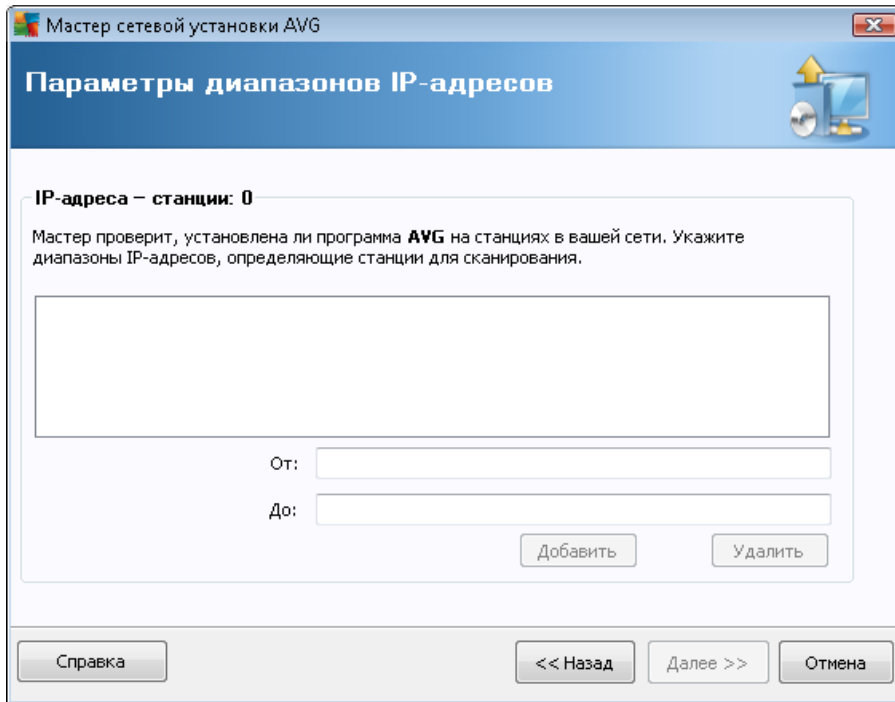 Мастер сетевой установки AVG
Параметры диапазонов IP-адресов
IP-адреса – станции: 0
Мастер проверит, установлена ли программа AVG на станциях в вашей сети. Укажите
диапазоны IP-адресов, определяющие станции для сканирования.
От:
До:
Добавить Удалить
Справка << Назад Далее >> Отмена